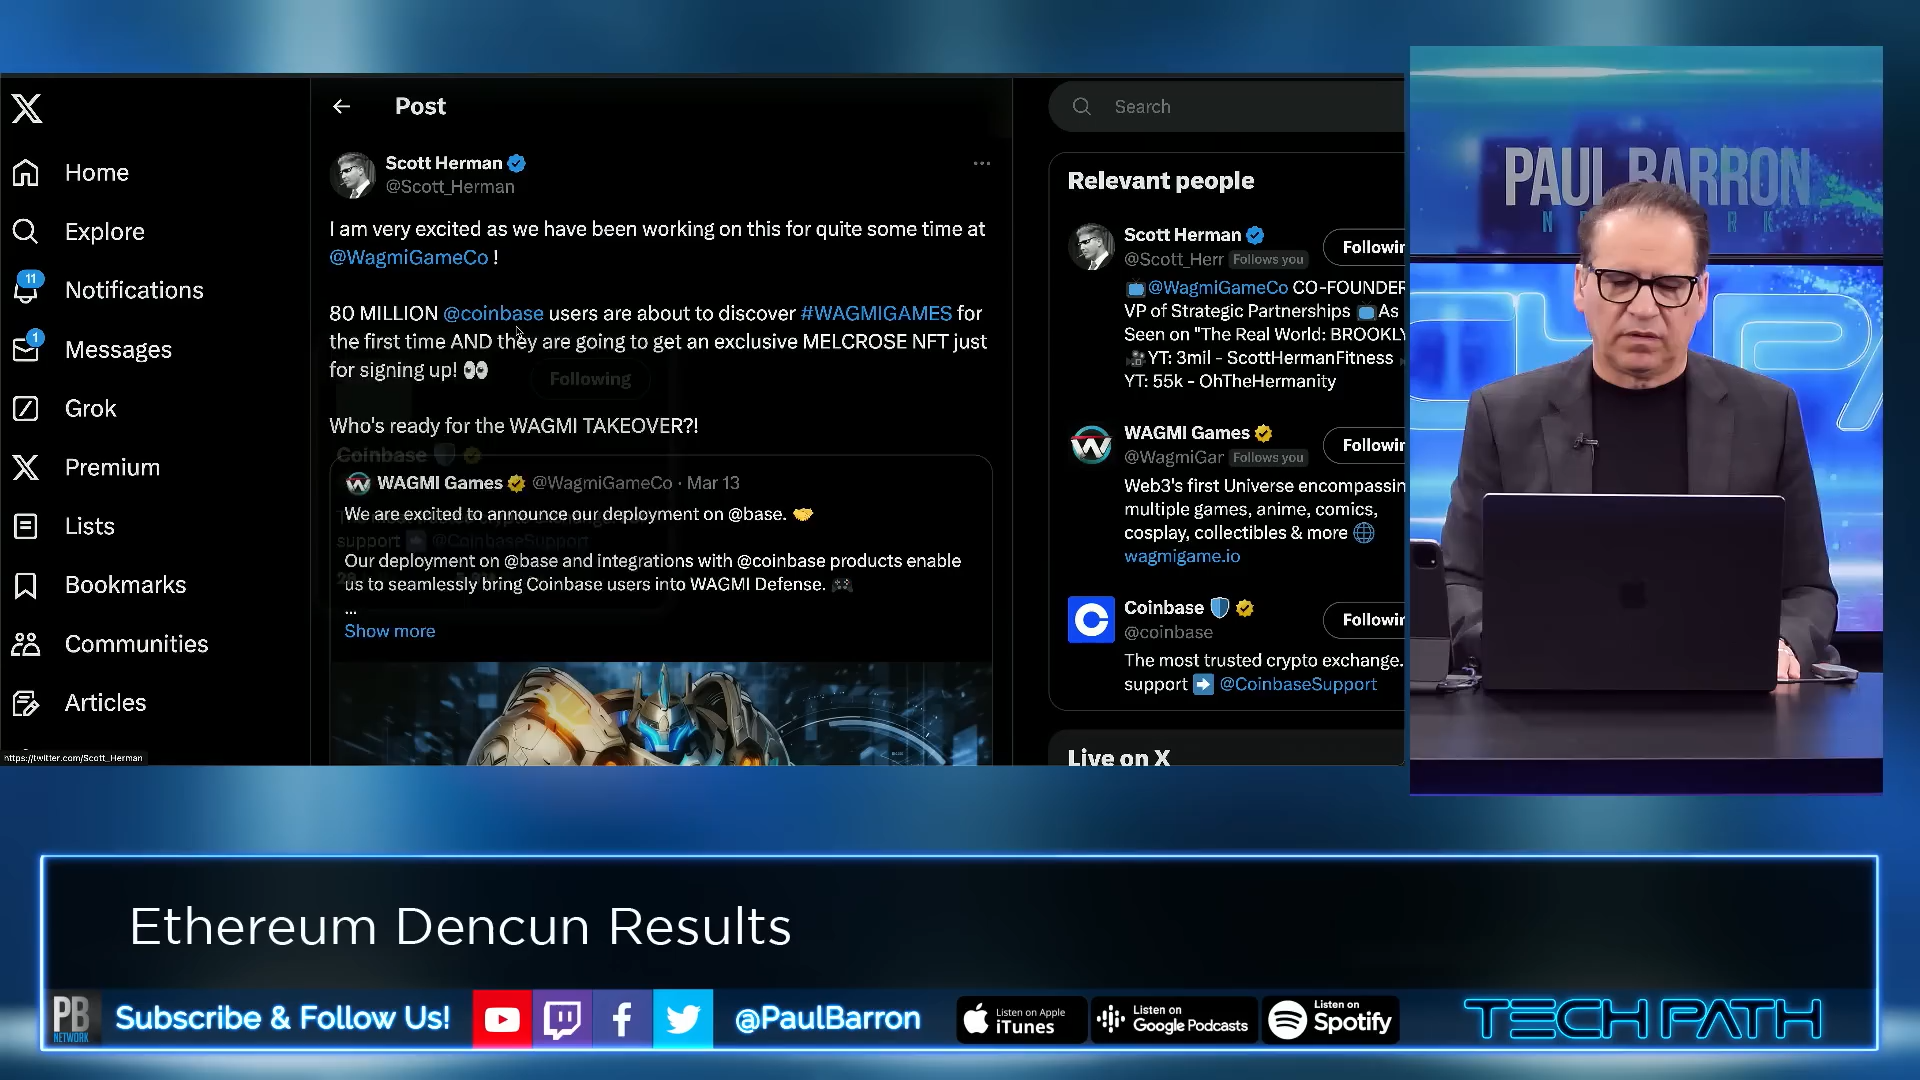 X
Home
Explore
11
Notifications
1
Messages
Grok
Premium
Lists
Bookmarks
Communities
Articles
https://twitter.com/Scott_Herman
Post
Scott Herman
@Scott_Herman
I am very excited as we have been working on this for quite some time at
@WagmiGameCo !
80 MILLION @coinbase users are about to discover #WAGMIGAMES for
the first time AND they are going to get an exclusive MELCROSE NFT just
for signing up! 👀
Following
Who's ready for the WAGMI TAKEOVER?!
Coinbase
WAGMI Games @WagmiGameCo · Mar 13
We are excited to announce our deployment on @base. 🤝
support ➡️ @CoinbaseSupport
Our deployment on @base and integrations with @coinbase products enable
us to seamlessly bring Coinbase users into WAGMI Defense. 🎮
...
Show more
Search
Relevant people
Scott Herman
@Scott_Herr Follows you
Followin
📺@WagmiGameCo CO-FOUNDER
VP of Strategic Partnerships 📺As
Seen on "The Real World: BROOKLY
🎥YT: 3mil - ScottHermanFitness
YT: 55k - OhTheHermanity
WAGMI Games
@WagmiGar Follows you
Followin
Web3's first Universe encompassin
multiple games, anime, comics,
cosplay, collectibles & more 🌐
wagmigame.io
Coinbase
@coinbase
Followin
The most trusted crypto exchange.
support ➡️ @CoinbaseSupport
Live on X
PAUL BARRON
Ethereum Dencun Results
PB
NETWORK
Subscribe & Follow Us!
@PaulBarron
Listen on Apple
iTunes
Listen on
Google Podcasts
Listen on
Spotify
TECH PATH